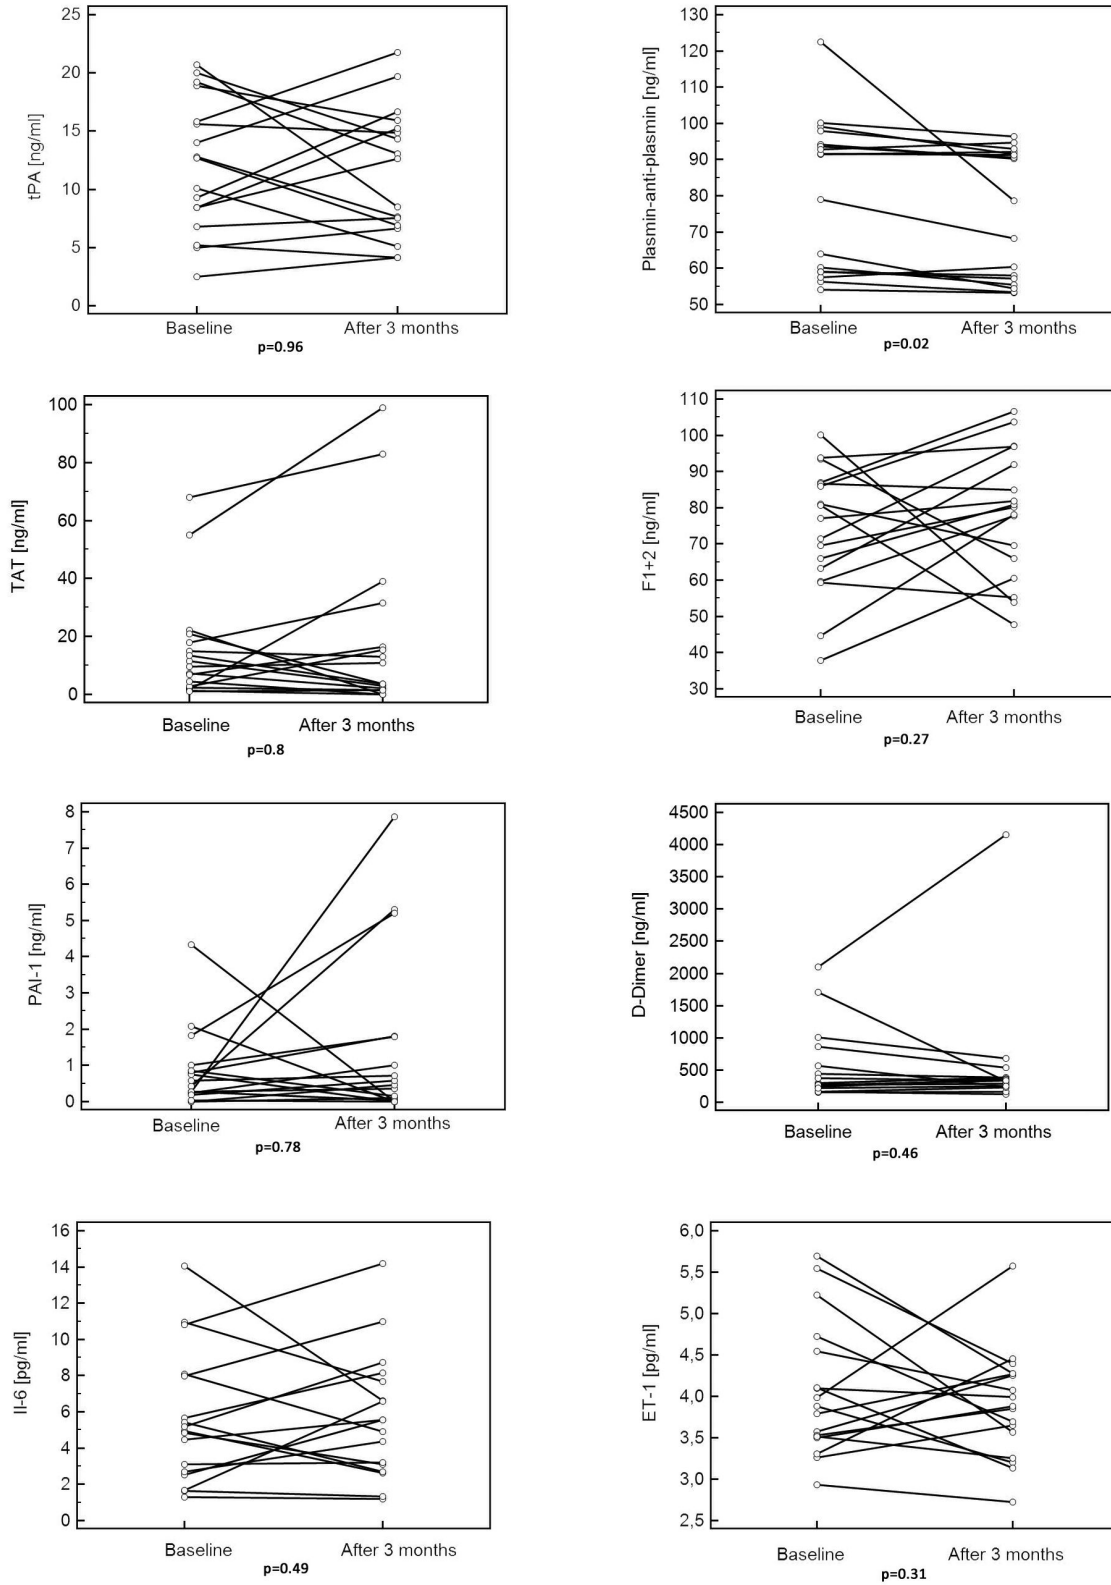 tPA [ng/ml]
25
20
15
10
5
0
Baseline
After 3 months
p=0.96
Plasmin-anti-plasmin [ng/ml]
130
120
110
100
90
80
70
60
50
Baseline
After 3 months
p=0.02
TAT [ng/ml]
100
80
60
40
20
0
Baseline
After 3 months
p=0.8
F1+2 [ng/ml]
110
100
90
80
70
60
50
40
30
Baseline
After 3 months
p=0.27
PAI-1 [ng/ml]
8
7
6
5
4
3
2
1
0
Baseline
After 3 months
p=0.78
D-Dimer [ng/ml]
4500
4000
3500
3000
2500
2000
1500
1000
500
0
Baseline
After 3 months
p=0.46
Il-6 [pg/ml]
16
14
12
10
8
6
4
2
0
Baseline
After 3 months
p=0.49
ET-1 [pg/ml]
6,0
5,5
5,0
4,5
4,0
3,5
3,0
2,5
Baseline
After 3 months
p=0.31